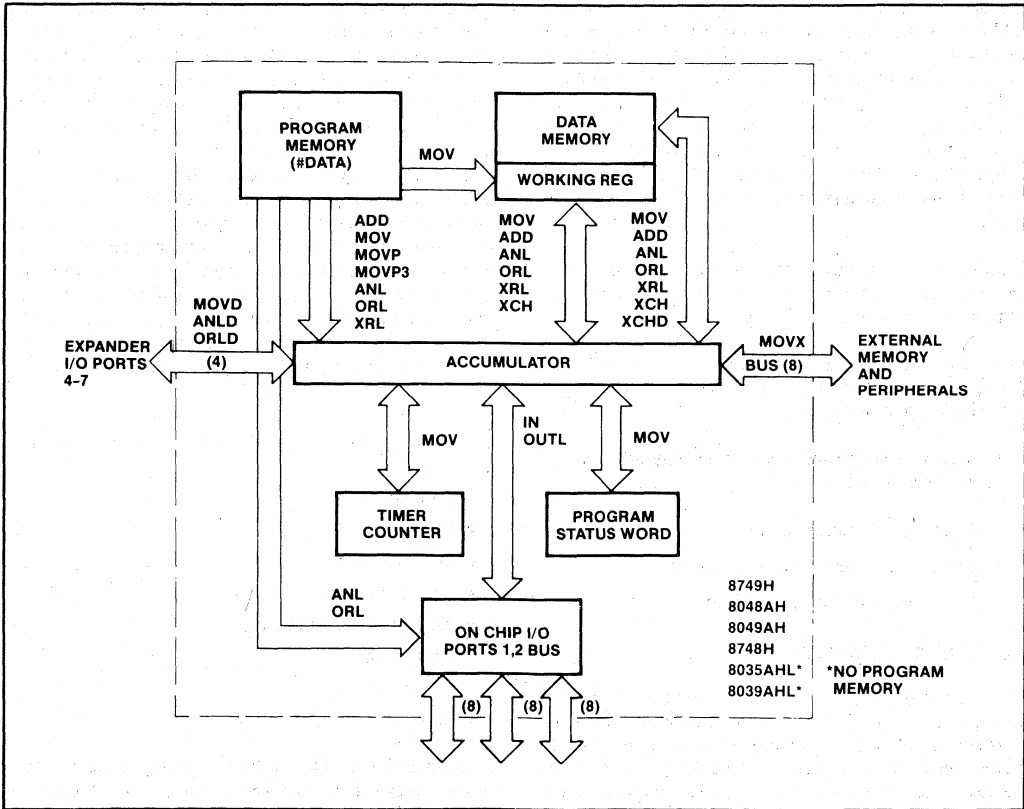 PROGRAM
MEMORY
(#DATA)
MOV
DATA
MEMORY
WORKING REG
ADD
MOV
MOVP
MOVP3
ANL
ORL
XRL
MOV
ADD
ANL
ORL
XRL
XCH
MOV
ADD
ANL
ORL
XRL
XCH
XCHD
MOVD
ANLD
ORLD
(4)
EXPANDER
I/O PORTS
4-7
ACCUMULATOR
MOVX
BUS (8)
EXTERNAL
MEMORY
AND
PERIPHERALS
MOV
IN
OUTL
MOV
TIMER
COUNTER
PROGRAM
STATUS WORD
ANL
ORL
ON CHIP I/O
PORTS 1,2 BUS
(8)
(8)
(8)
8749H
8048AH
8049AH
8748H
8035AHL*
8039AHL*
*NO PROGRAM
MEMORY